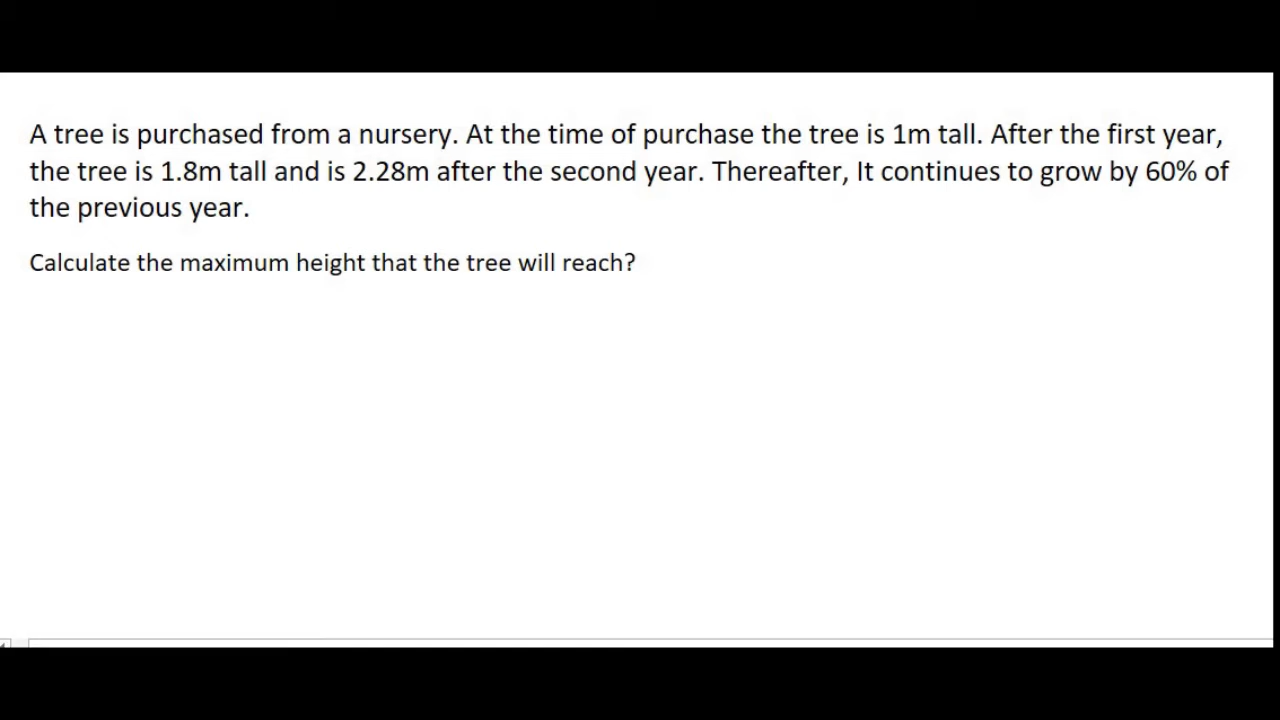 A tree is purchased from a nursery. At the time of purchase the tree is 1m tall. After the first year,
the tree is 1.8m tall and is 2.28m after the second year. Thereafter, It continues to grow by 60% of
the previous year.
Calculate the maximum height that the tree will reach?